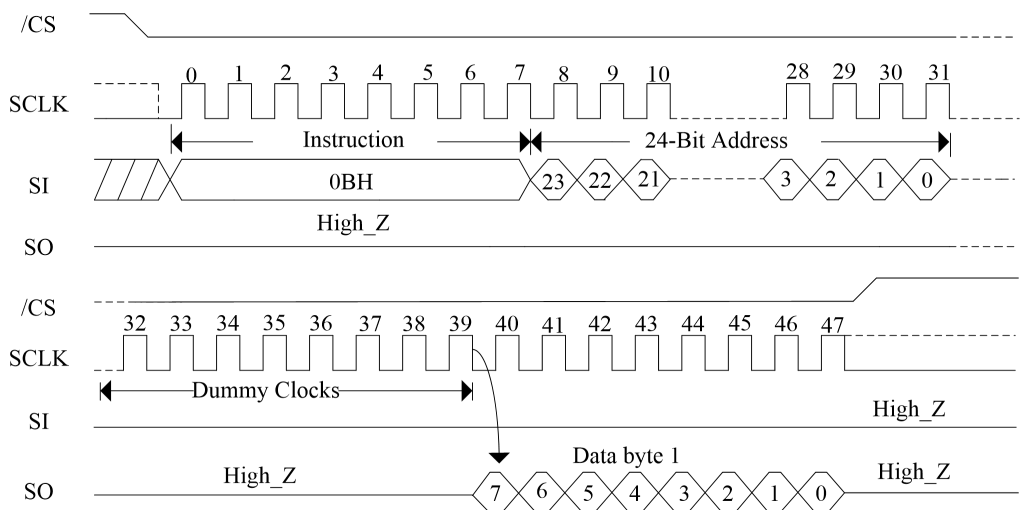 /CS
0 1 2 3 4 5 6 7 8 9 10 28 29 30 31
SCLK
Instruction 24-Bit Address
SI 0BH 23 22 21 3 2 1 0
High_Z
SO
/CS
32 33 34 35 36 37 38 39 40 41 42 43 44 45 46 47
SCLK
Dummy Clocks
SI High_Z
Data byte 1
SO High_Z 7 6 5 4 3 2 1 0 High_Z